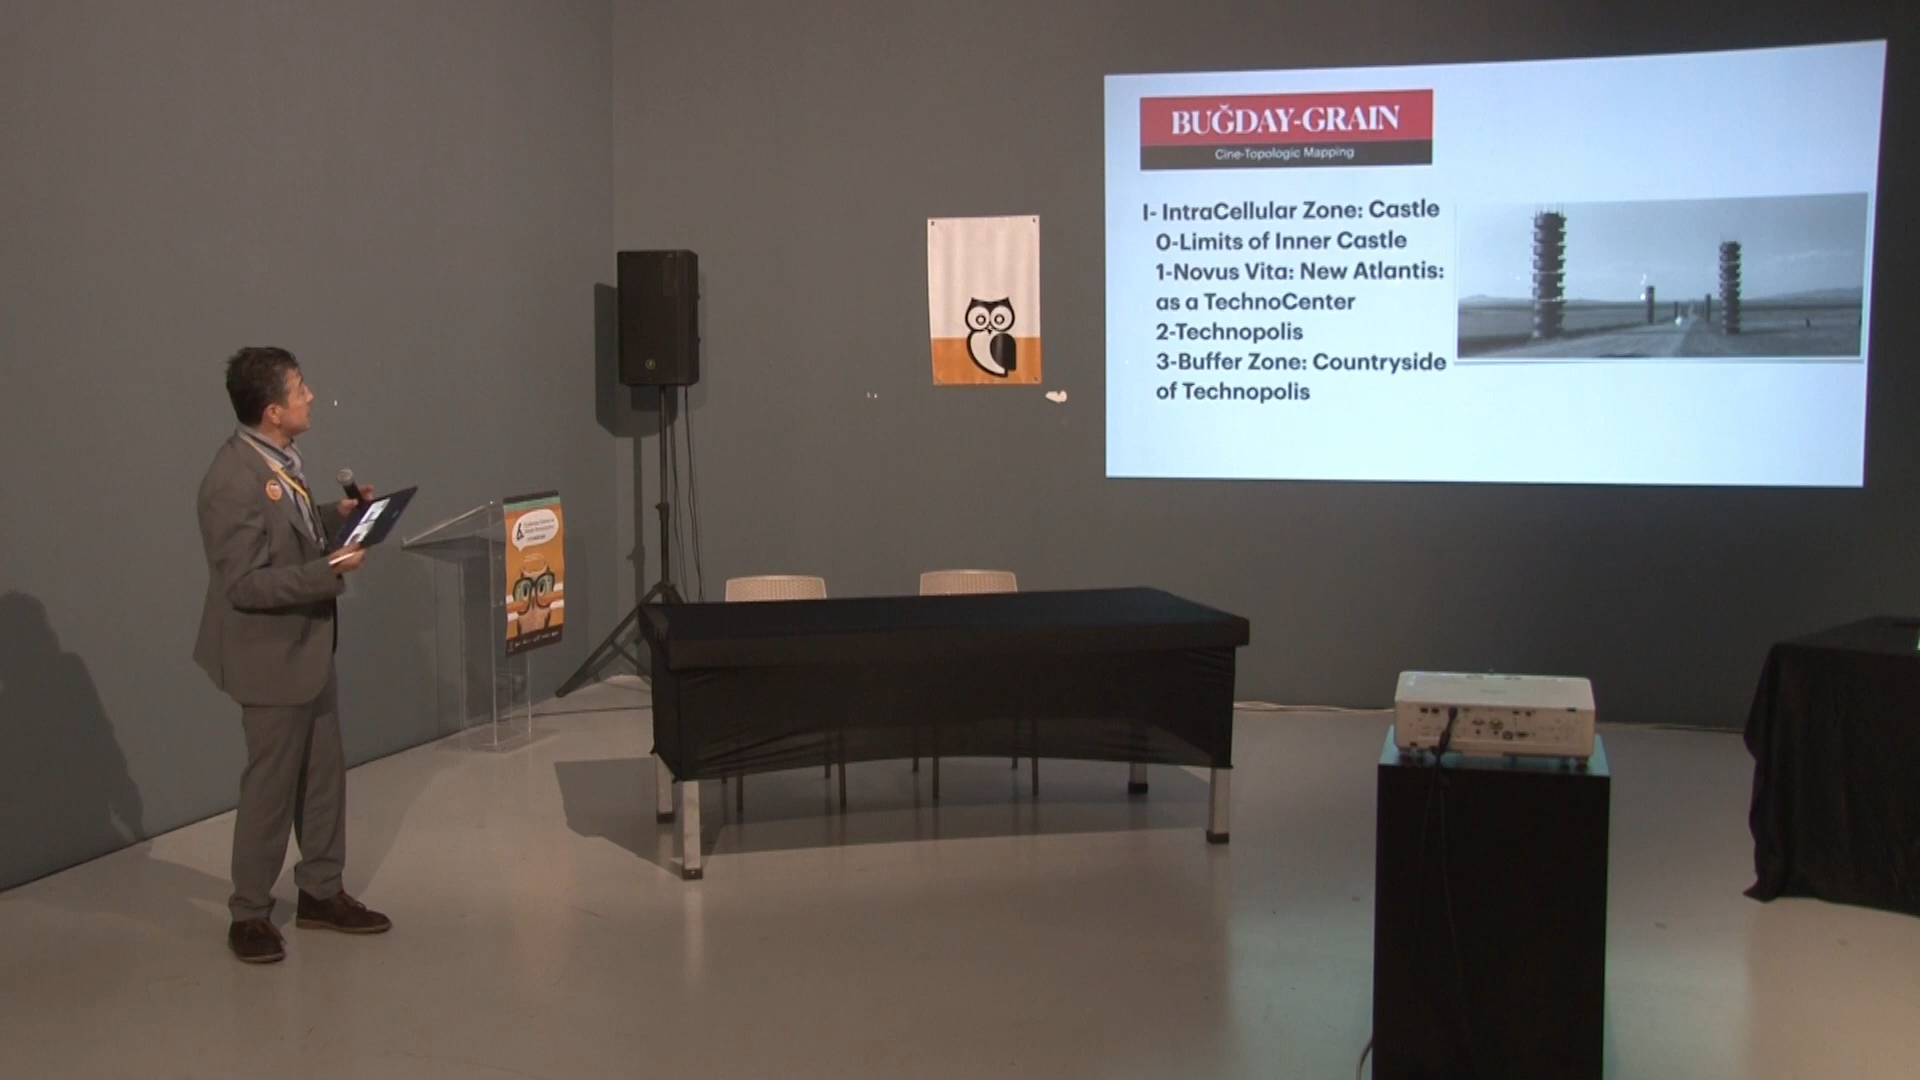 BUĞDAY-GRAIN
Cine-Topologic Mapping
I- IntraCellular Zone: Castle
0-Limits of Inner Castle
1-Novus Vita: New Atlantis:
as a TechnoCenter
2-Technopolis
3-Buffer Zone: Countryside
of Technopolis